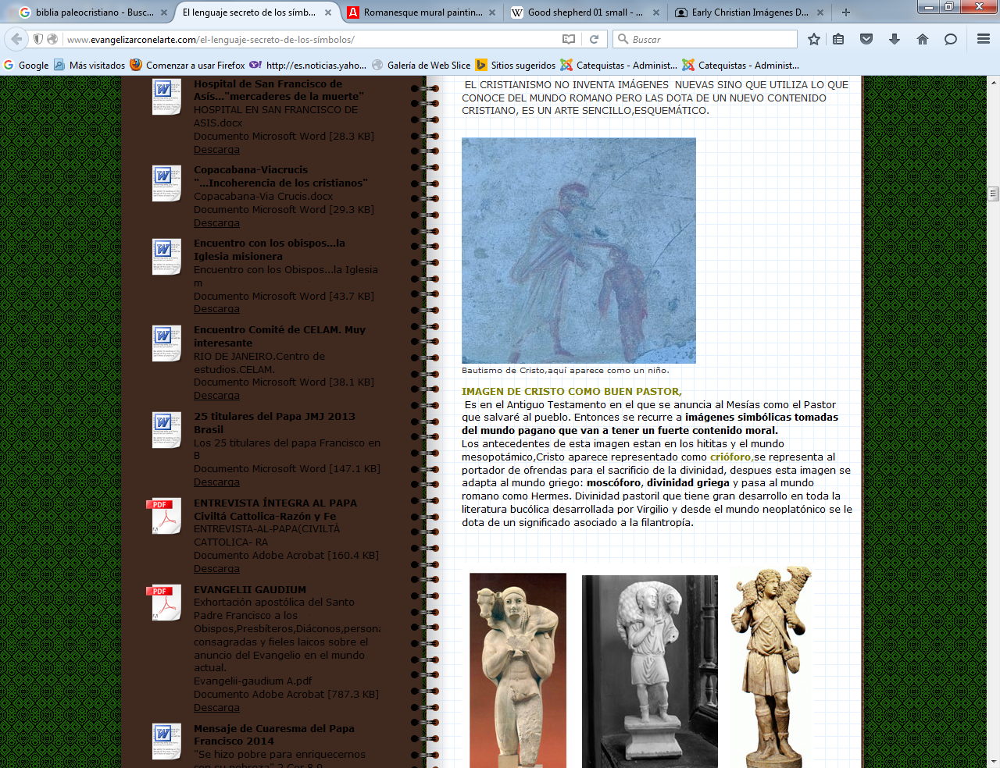 biblia paleocristiano - Busc...
El lenguaje secreto de los símb...
Romanesque mural paintin...
Good shepherd 01 small - ...
Early Christian Imágenes D...
www.evangelizarconelarte.com/el-lenguaje-secreto-de-los-símbolos/
Buscar
Google
Más visitados
Comenzar a usar Firefox
http://es.noticias.yaho...
Galería de Web Slice
Sitios sugeridos
Catequistas - Administ...
Catequistas - Administ...
Hospital de San Francisco de
Asís..."mercaderes de la muerte"
HOSPITAL EN SAN FRANCISCO DE
ASIS.docx
Documento Microsoft Word [28.3 KB]
Descarga
Copacabana-Viacrucis
"...Incoherencia de los cristianos"
Copacabana-Via Crucis.docx
Documento Microsoft Word [29.3 KB]
Descarga
Encuentro con los obispos...la
Iglesia misionera
Encuentro con los Obispos...la Iglesia
m
Documento Microsoft Word [43.7 KB]
Descarga
Encuentro Comité de CELAM. Muy
interesante
RIO DE JANEIRO.Centro de
estudios.CELAM.
Documento Microsoft Word [38.1 KB]
Descarga
25 titulares del Papa JMJ 2013
Brasil
Los 25 titulares del papa Francisco en
B
Documento Microsoft Word [147.1 KB]
Descarga
PDF
ENTREVISTA ÍNTEGRA AL PAPA
Civiltá Cattolica-Razón y Fe
ENTREVISTA-AL-PAPA(CIVILTÀ
CATTOLICA- RA
Documento Adobe Acrobat [160.4 KB]
Descarga
PDF
EVANGELII GAUDIUM
Exhortación apostólica del Santo
Padre Francisco a los
Obispos,Presbíteros,Diáconos,persona
consagradas y fieles laicos sobre el
anuncio del Evangelio en el mundo
actual.
Evangelii-gaudium A.pdf
Documento Adobe Acrobat [787.3 KB]
Descarga
Mensaje de Cuaresma del Papa
Francisco 2014
"Se hizo pobre para enriquecernos
con su pobreza" 2 Cor 8,9
EL CRISTIANISMO NO INVENTA IMÁGENES  NUEVAS SINO QUE UTILIZA LO QUE
CONOCE DEL MUNDO ROMANO PERO LAS DOTA DE UN NUEVO CONTENIDO
CRISTIANO, ES UN ARTE SENCILLO,ESQUEMÁTICO.
Bautismo de Cristo,aquí aparece como un niño.
IMAGEN DE CRISTO COMO BUEN PASTOR,
Es en el Antiguo Testamento en el que se anuncia al Mesías como el Pastor
que salvará al pueblo. Entonces se recurre a imágenes simbólicas tomadas
del mundo pagano que van a tener un fuerte contenido moral.
Los antecedentes de esta imagen estan en los hititas y el mundo
mesopotámico,Cristo aparece representado como crióforo,se representa al
portador de ofrendas para el sacrificio de la divinidad, despues esta imagen se
adapta al mundo griego: moscóforo, divinidad griega y pasa al mundo
romano como Hermes. Divinidad pastoril que tiene gran desarrollo en toda la
literatura bucólica desarrollada por Virgilio y desde el mundo neoplatónico se le
dota de un significado asociado a la filantropía.